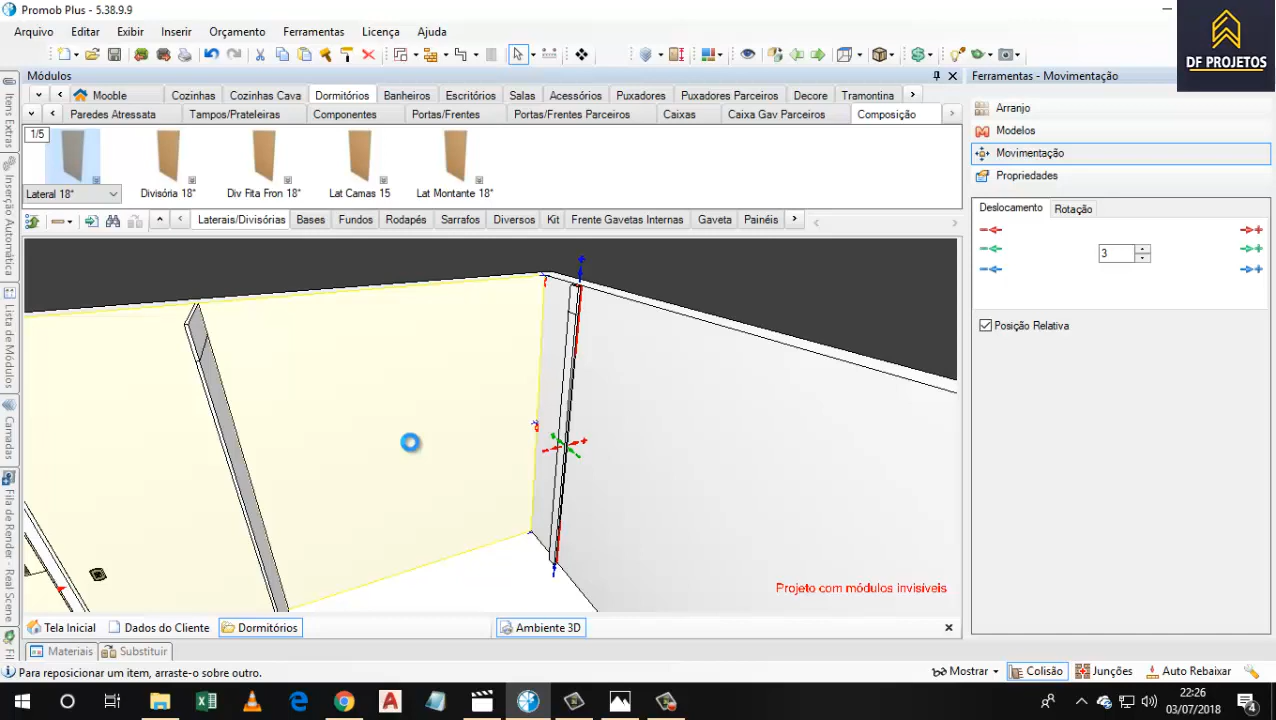 Promob Plus - 5.38.9.9
DF PROJETOS
Arquivo Editar Exibir Inserir Orçamento Ferramentas Licença Ajuda
Módulos
Ferramentas - Movimentação
Mooble Cozinhas Cozinhas Cava Dormitórios Banheiros Escritórios Salas Acessórios Puxadores Puxadores Parceiros Decore Tramontina
Arranjo
Paredes Atressata Tampos/Prateleiras Componentes Portas/Frentes Portas/Frentes Parceiros Caixas Caixa Gav Parceiros Composição
Modelos
1/5
Movimentação
Propriedades
Lateral 18* Divisória 18* Div Fita Fron 18* Lat Camas 15 Lat Montante 18*
Deslocamento Rotação
Laterais/Divisórias Bases Fundos Rodapés Sarrafos Diversos Kit Frente Gavetas Internas Gaveta Painéis
3
Posição Relativa
Itens Extras
Inserção Automática
Lista de Módulos
Camadas
Fila de Render - Real Scene
Fil
Projeto com módulos invisíveis
Tela Inicial Dados do Cliente Dormitórios Ambiente 3D
Materiais Substituir
Para reposicionar um item, arraste-o sobre outro.
Mostrar Colisão Junções Auto Rebaixar
22:26
03/07/2018
4